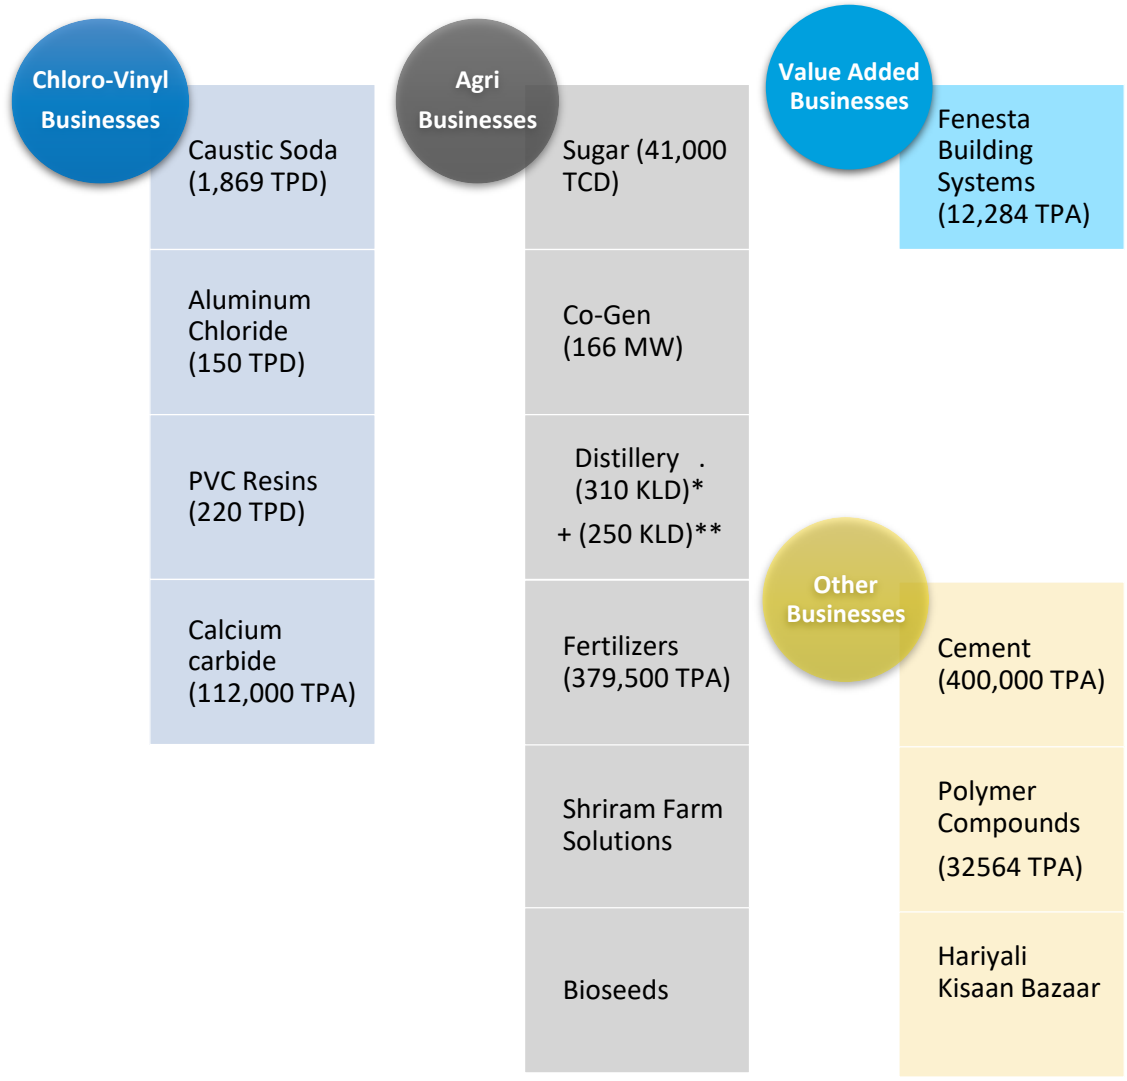 Chloro-Vinyl
Businesses
Caustic Soda
(1,869 TPD)
Aluminum
Chloride
(150 TPD)
PVC Resins
(220 TPD)
Calcium
carbide
(112,000 TPA)
Agri
Businesses
Sugar (41,000
TCD)
Co-Gen
(166 MW)
Distillery .
(310 KLD)*
+ (250 KLD)**
Fertilizers
(379,500 TPA)
Shriram Farm
Solutions
Bioseeds
Value Added
Businesses
Fenesta
Building
Systems
(12,284 TPA)
Other
Businesses
Cement
(400,000 TPA)
Polymer
Compounds
(32564 TPA)
Hariyali
Kisaan Bazaar